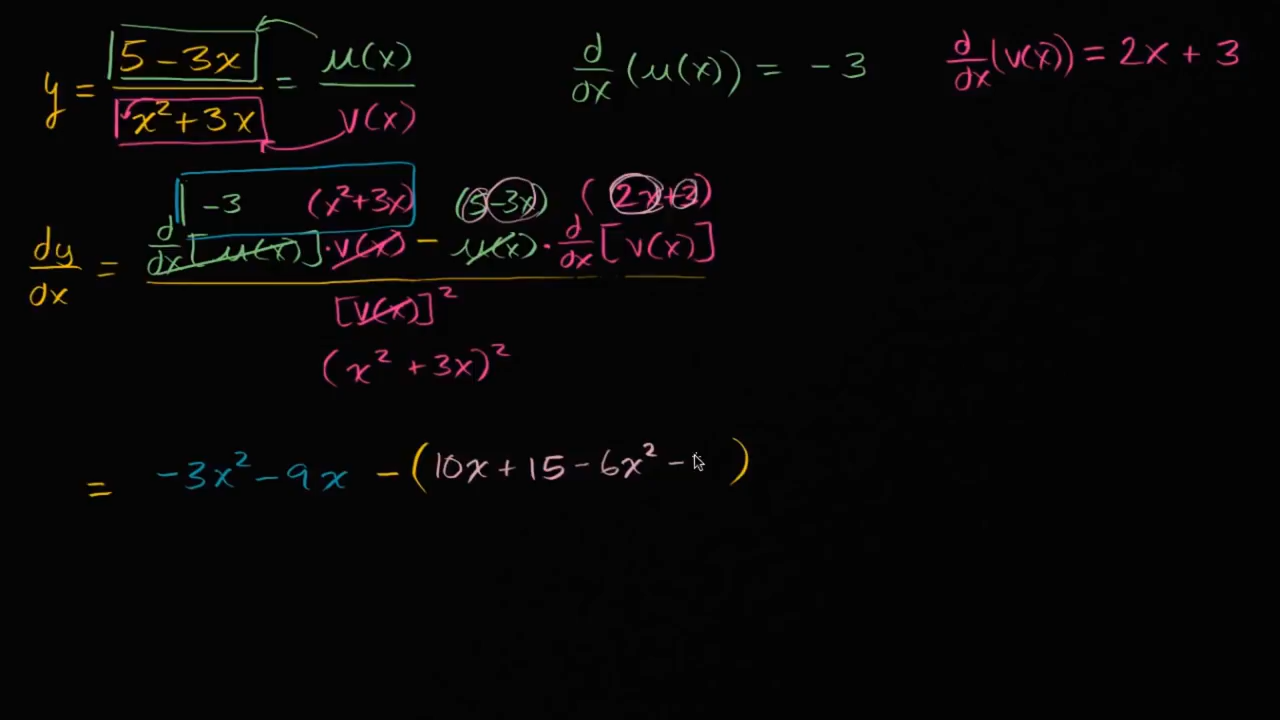 y = (5 - 3x)/(x² + 3x) = u(x)/v(x)
d/dx (u(x)) = -3
d/dx (v(x)) = 2x + 3
-3 (x² + 3x) (5 - 3x) (2x + 3)
dy/dx = d/dx [u(x)] · v(x) - u(x) · d/dx [v(x)]
[v(x)]²
(x² + 3x)²
= -3x² - 9x - (10x + 15 - 6x² - )